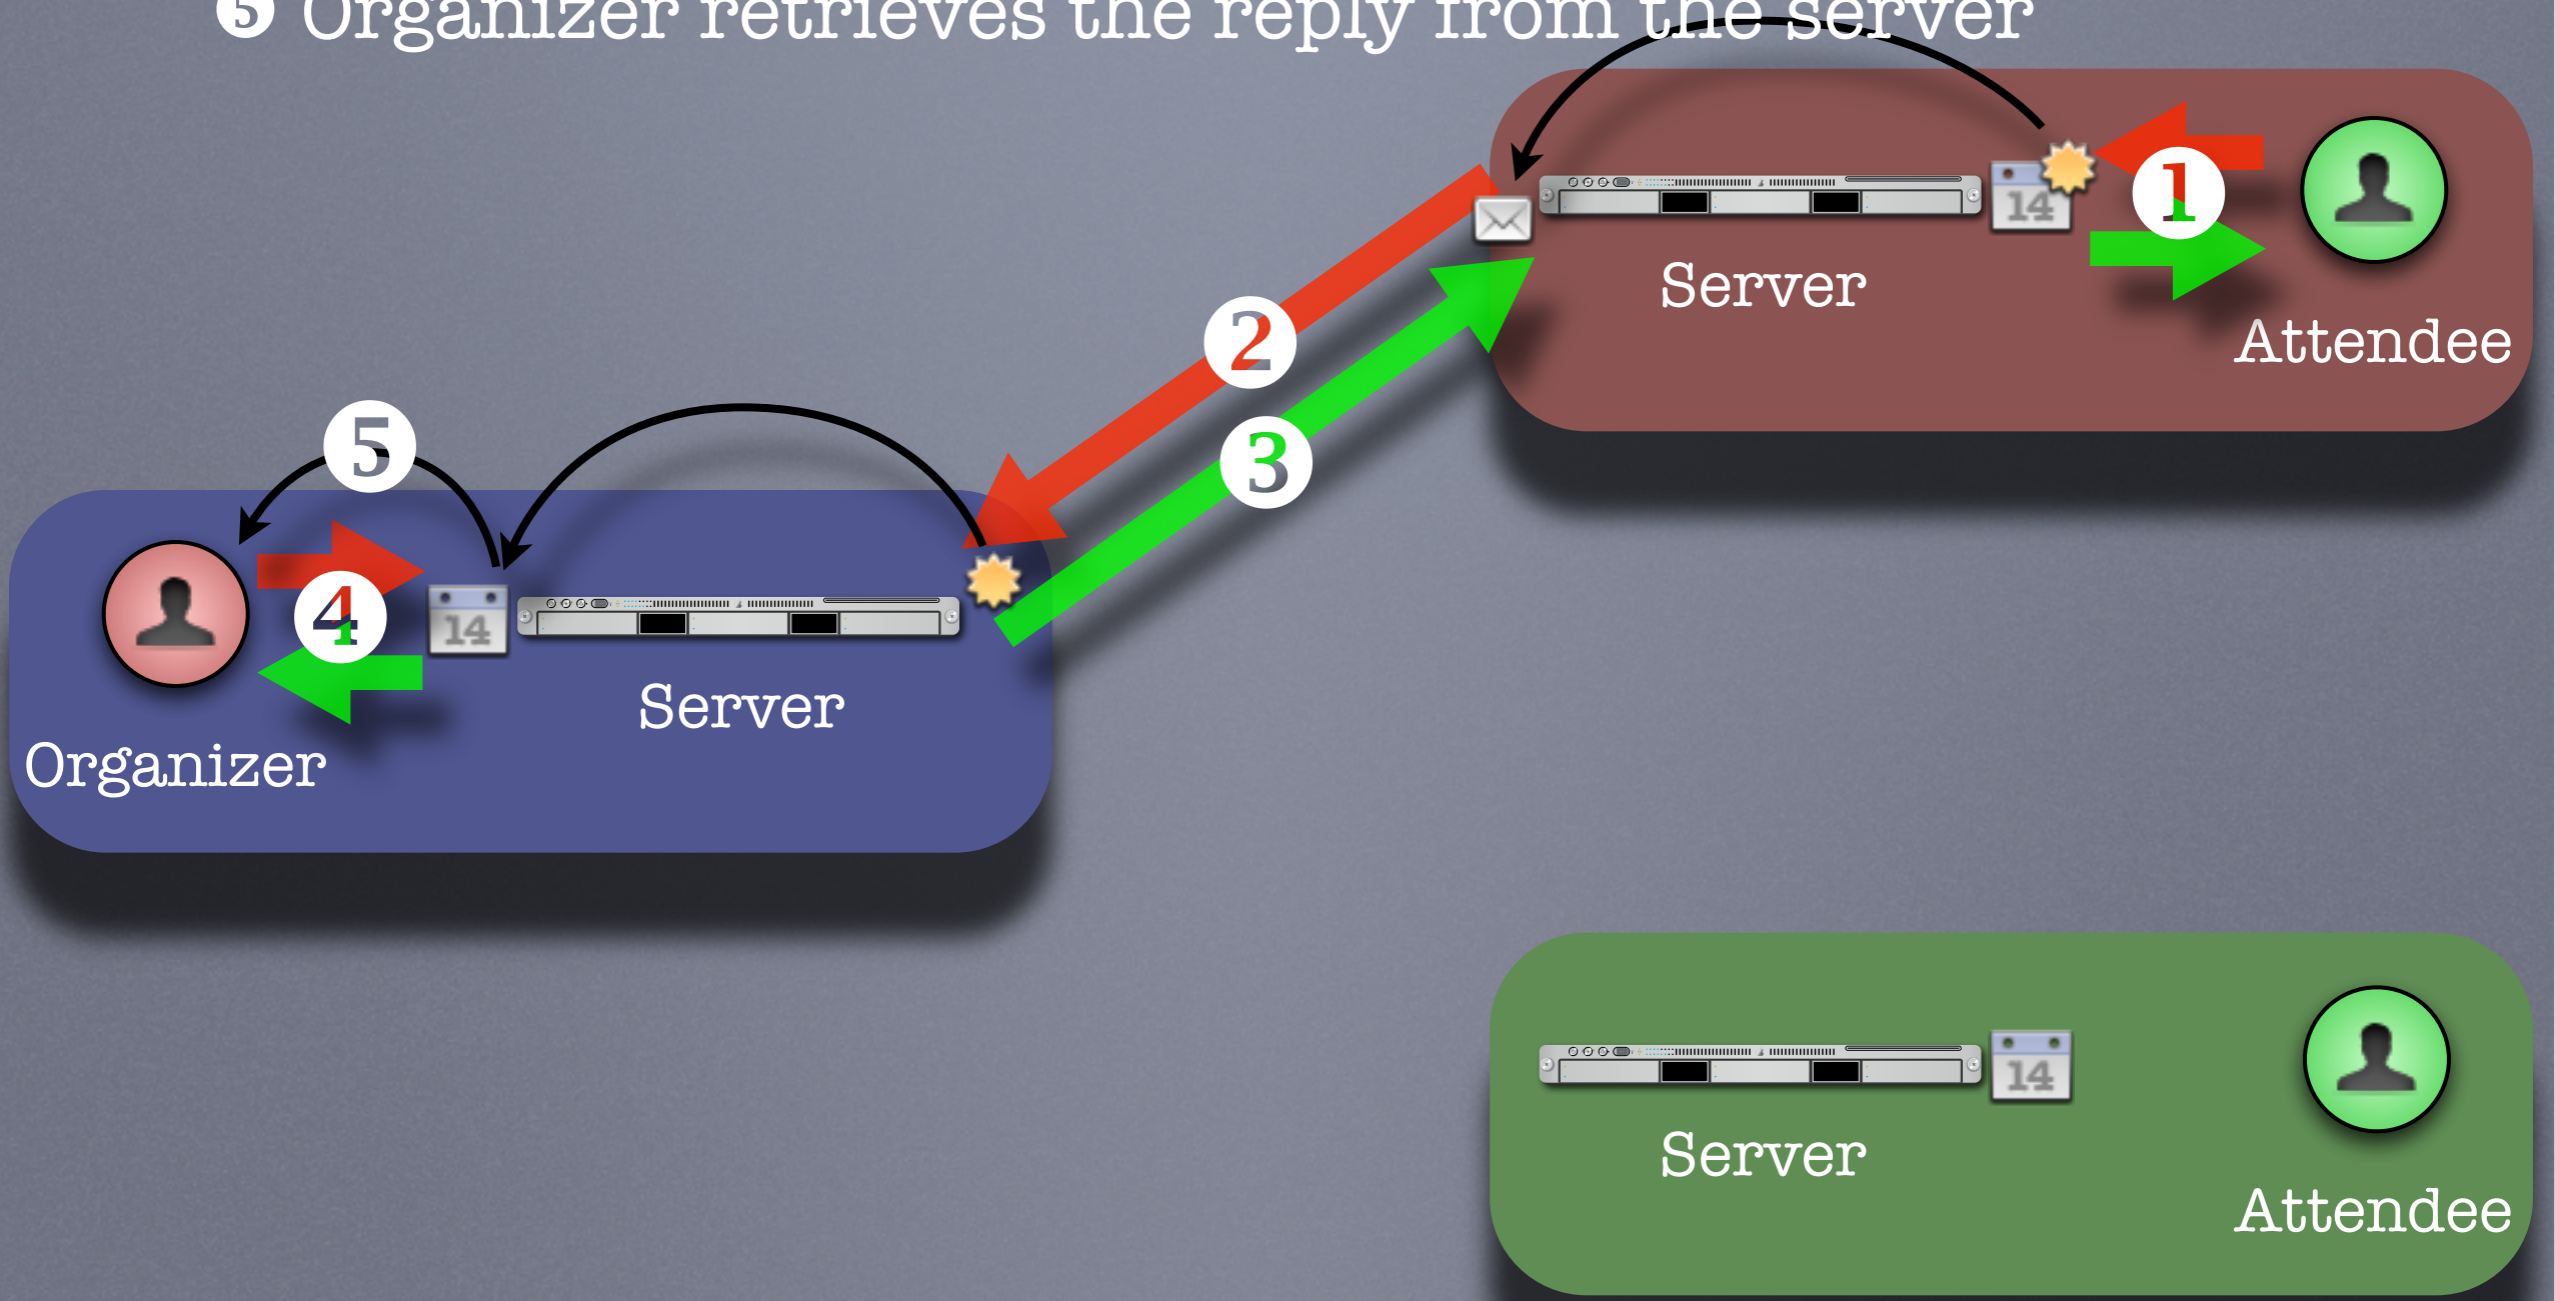 ❺ Organizer retrieves the reply from the server
1
14
Server
Attendee
2
3
5
4
14
Server
Organizer
14
Server
Attendee